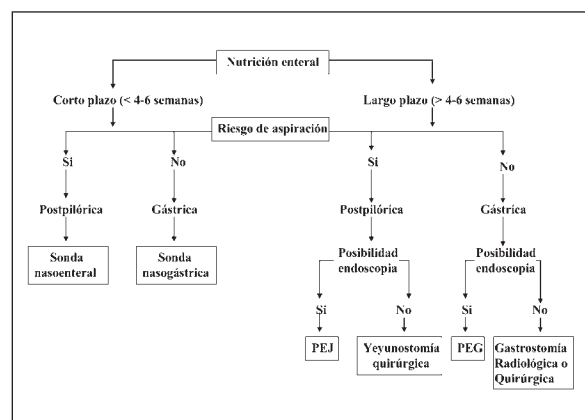 Nutrición enteral
Corto plazo (< 4-6 semanas)
Largo plazo (> 4-6 semanas)
Riesgo de aspiración
Si
No
Si
No
Postpilórica
Gástrica
Postpilórica
Gástrica
Sonda
nasoenteral
Sonda
nasogástrica
Posibilidad
endoscopia
Posibilidad
endoscopia
Si
No
Si
No
PEJ
Yeyunostomía
quirúrgica
PEG
Gastrostomía
Radiológica o
Quirúrgica